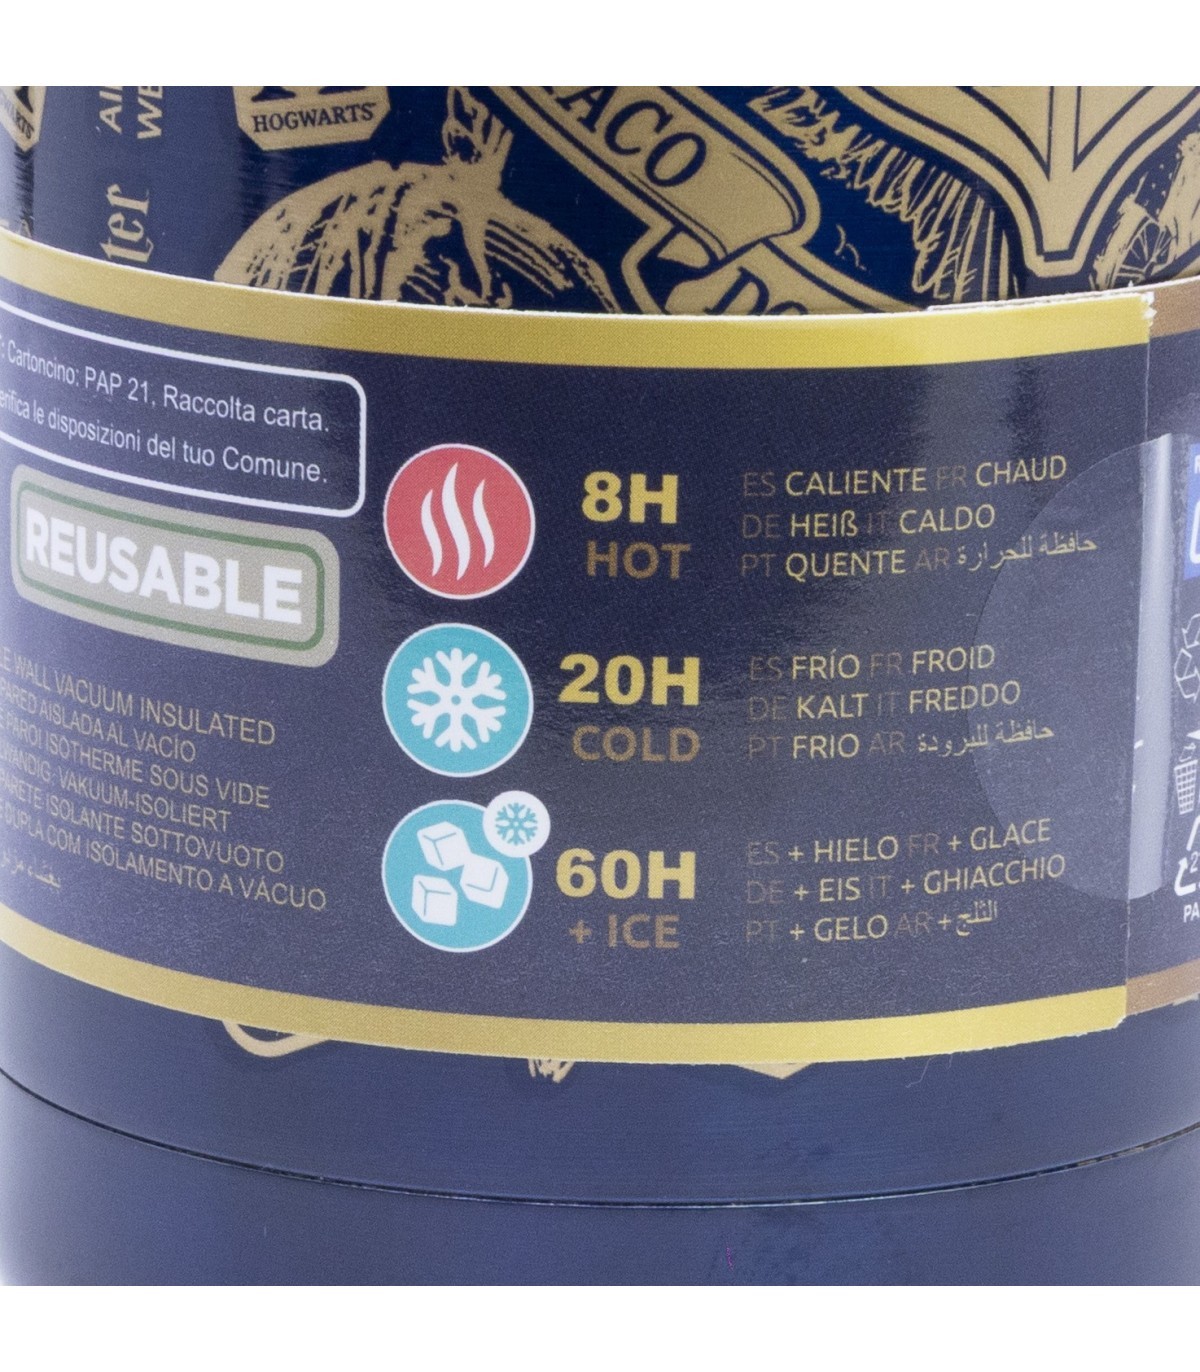 HOGWARTS
ACO
Cartoncino: PAP 21, Raccolta carta.
le disposizioni del tuo Comune.
REUSABLE
WALL VACUUM INSULATED
PARED AISLADA AL VACÍO
PAROI ISOTHERME SOUS VIDE
VAKUUM-ISOLIERT
PARETE ISOLANTE SOTTOVUOTO
DUPLA COM ISOLAMENTO A VÁCUO
8H
HOT
ES CALIENTE FR CHAUD
DE HEIß IT CALDO
PT QUENTE AR حافظة للحرارة
20H
COLD
ES FRÍO FR FROID
DE KALT IT FREDDO
PT FRIO AR حافظة للبرودة
60H
+ ICE
ES + HIELO FR + GLACE
DE + EIS IT + GHIACCHIO
PT + GELO AR + الثلج